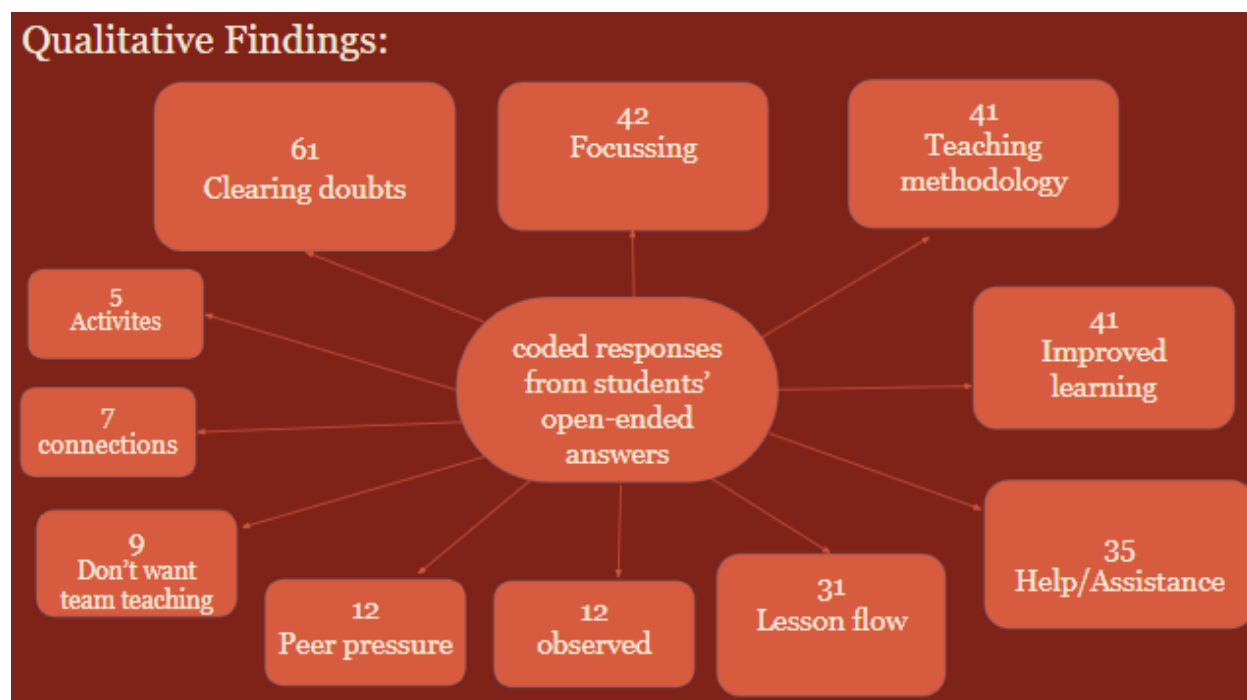 Qualitative Findings:
61
Clearing doubts
42
Focussing
41
Teaching
methodology
5
Activites
coded responses
from students’
open-ended
answers
41
Improved
learning
7
connections
9
Don’t want
team teaching
12
Peer pressure
12
observed
31
Lesson flow
35
Help/Assistance